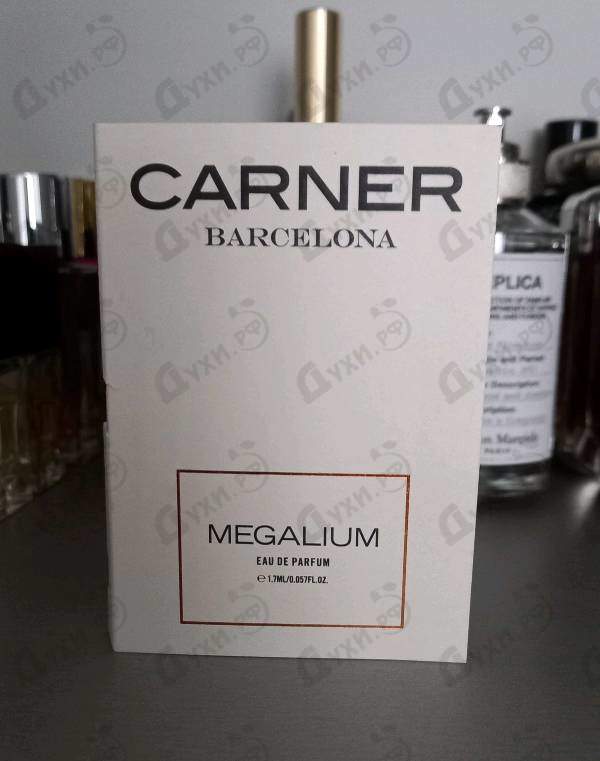 CARNER
BARCELONA
MEGALIUM
EAU DE PARFUM
℮ 1.7ML/0.057FL.OZ.
PLICA
Духи.рф